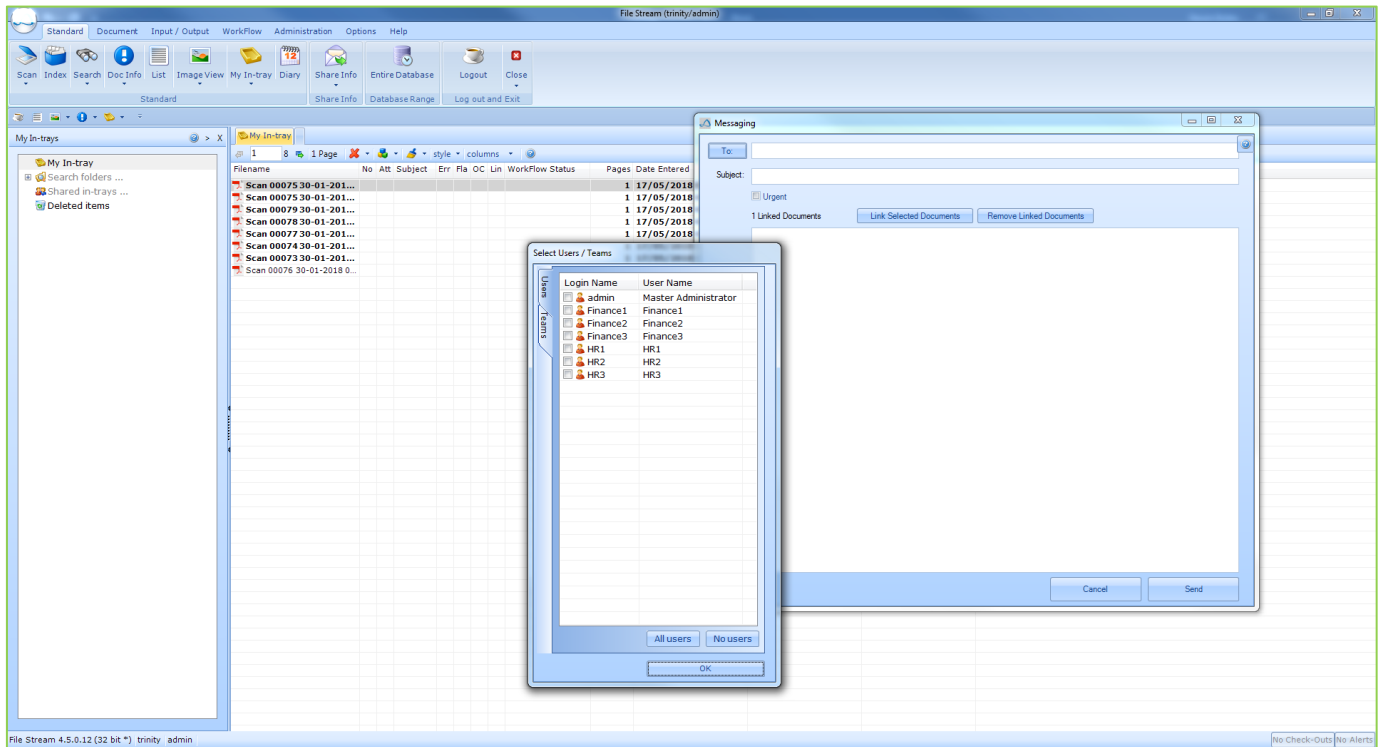 File Stream (trinity/admin)
Standard Document Input / Output WorkFlow Administration Options Help
Scan Index Search Doc Info List Image View My In-tray Diary Share Info Entire Database Logout Close
12
Standard Share Info Database Range Log out and Exit
My In-trays > X
My In-tray
Search folders ...
Shared in-trays ...
Deleted items
My In-tray
1 8 1 Page style columns
Filename No Att Subject Err Fla OC Lin WorkFlow Status Pages Date Entered
Scan 00075 30-01-201... 1 17/05/2018
Scan 00075 30-01-201... 1 17/05/2018
Scan 00079 30-01-201... 1 17/05/2018
Scan 00078 30-01-201... 1 17/05/2018
Scan 00077 30-01-201... 1 17/05/2018
Scan 00074 30-01-201...
Scan 00073 30-01-201...
Scan 00076 30-01-2018 0...
Messaging
To:
Subject:
Urgent
1 Linked Documents Link Selected Documents Remove Linked Documents
Cancel Send
Select Users / Teams
Users
Teams
Login Name User Name
admin Master Administrator
Finance1 Finance1
Finance2 Finance2
Finance3 Finance3
HR1 HR1
HR2 HR2
HR3 HR3
All users No users
OK
File Stream 4.5.0.12 (32 bit *) trinity admin No Check-Outs No Alerts